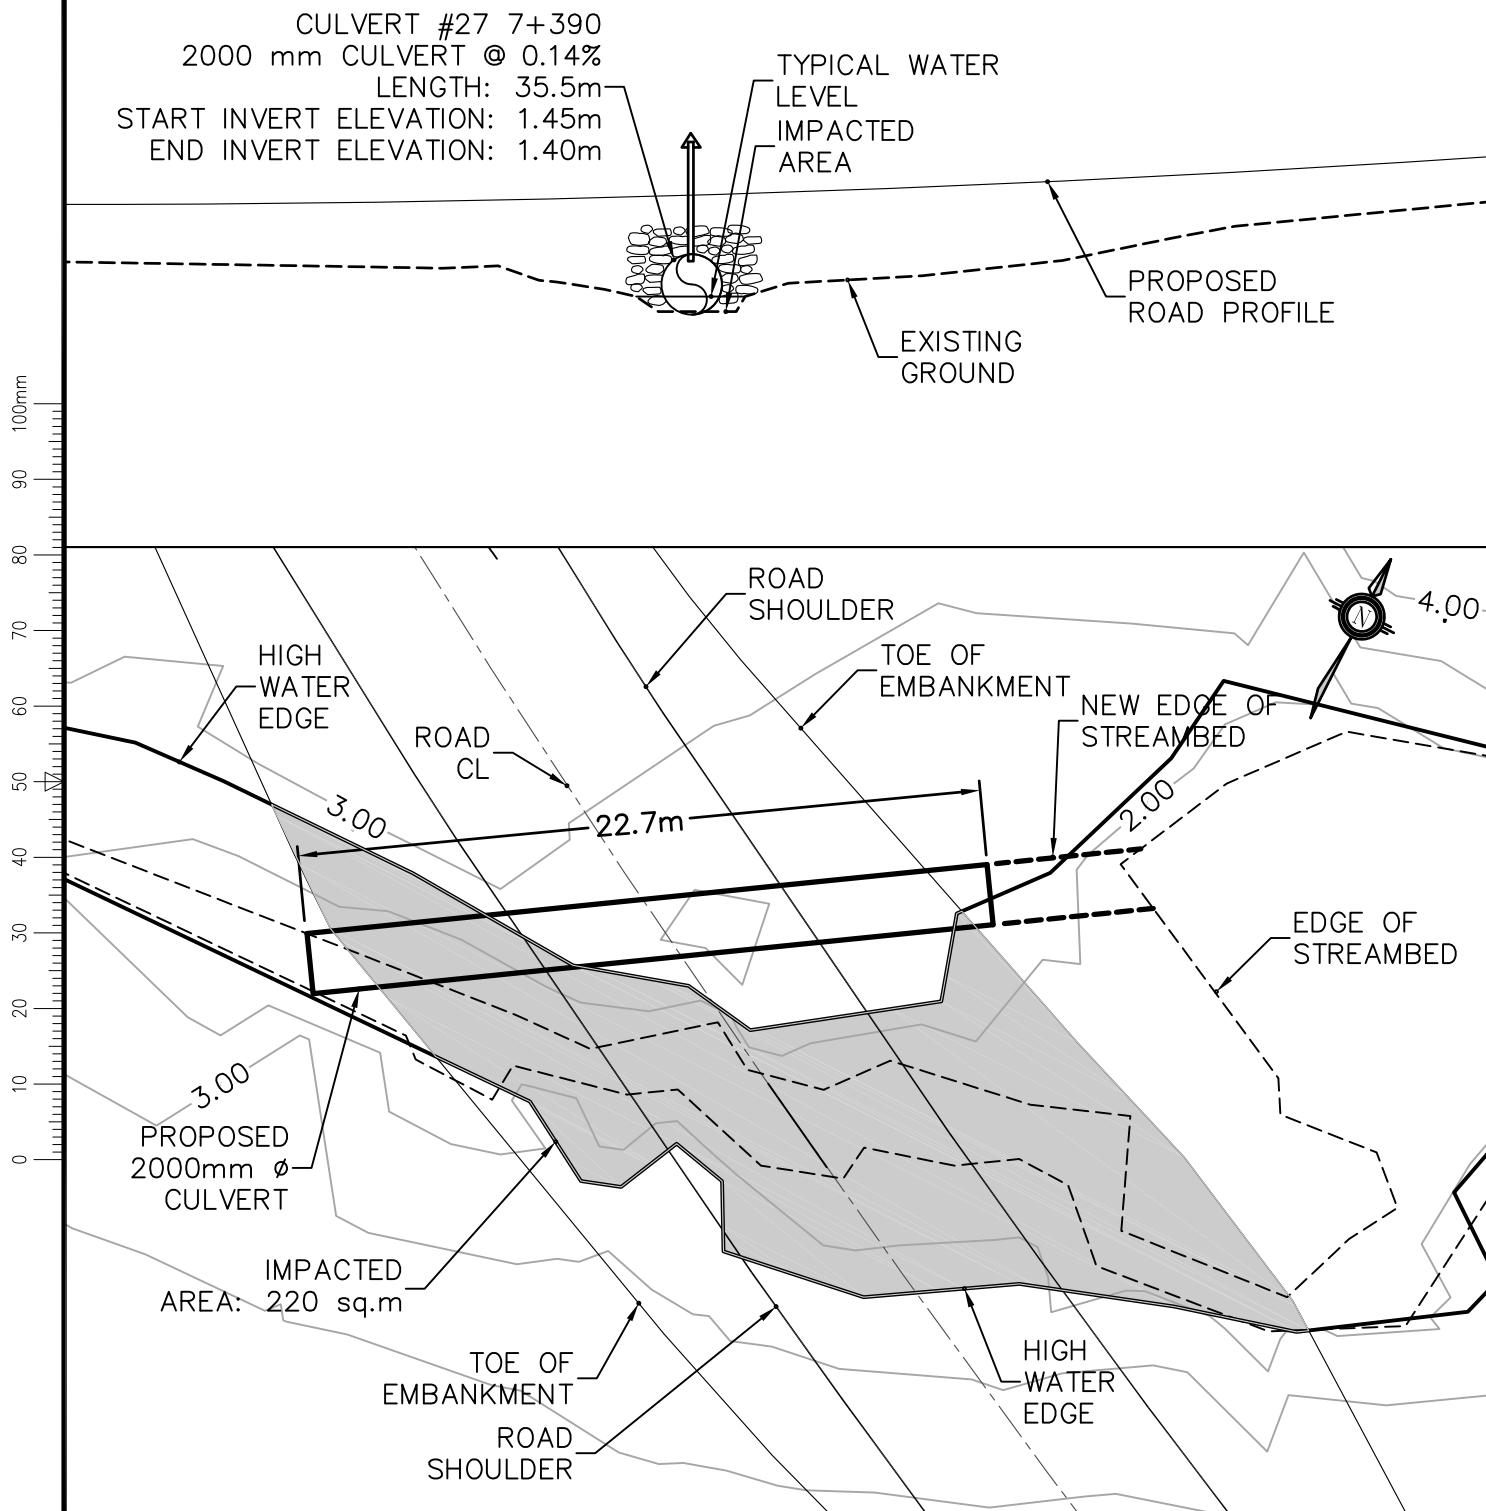 CULVERT #27 7+390
2000 mm CULVERT @ 0.14%
LENGTH: 35.5m
START INVERT ELEVATION: 1.45m
END INVERT ELEVATION: 1.40m
TYPICAL WATER
LEVEL
IMPACTED
AREA
PROPOSED
ROAD PROFILE
EXISTING
GROUND
100mm
90
80
70
60
50
40
30
20
10
0
ROAD
SHOULDER
TOE OF
EMBANKMENT
NEW EDGE OF
STREAMBED
N
4.00
HIGH
WATER
EDGE
ROAD
CL
3.00
22.7m
2.00
EDGE OF
STREAMBED
3.00
PROPOSED
2000mm Ø
CULVERT
IMPACTED
AREA: 220 sq.m
TOE OF
EMBANKMENT
ROAD
SHOULDER
HIGH
WATER
EDGE